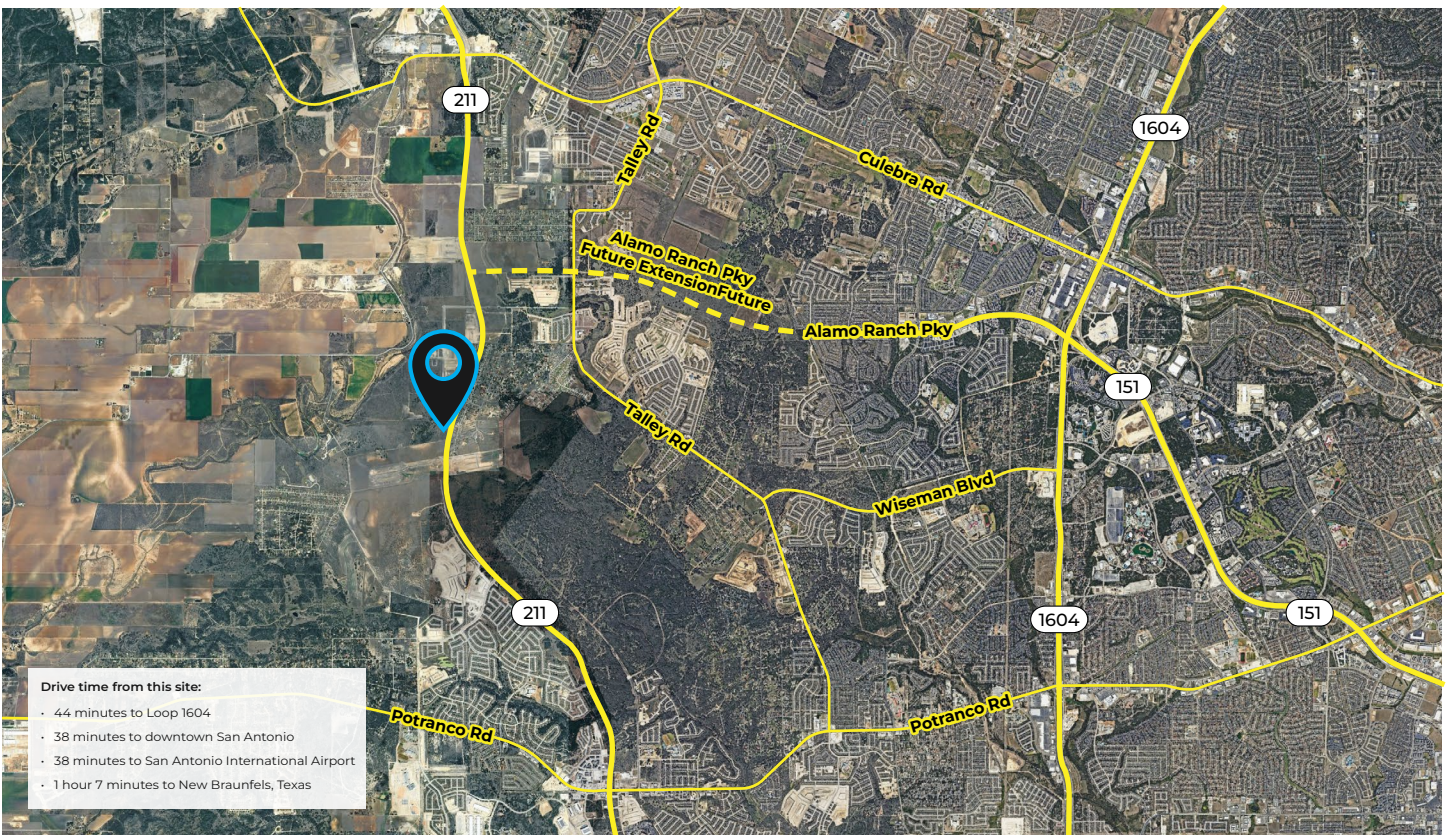 211
1604
Talley Rd
Culebra Rd
Alamo Ranch Pky
Future ExtensionFuture
Alamo Ranch Pky
151
Talley Rd
Wiseman Blvd
211
1604
151
Drive time from this site:
• 44 minutes to Loop 1604
• 38 minutes to downtown San Antonio
• 38 minutes to San Antonio International Airport
• 1 hour 7 minutes to New Braunfels, Texas
Potranco Rd
Potranco Rd